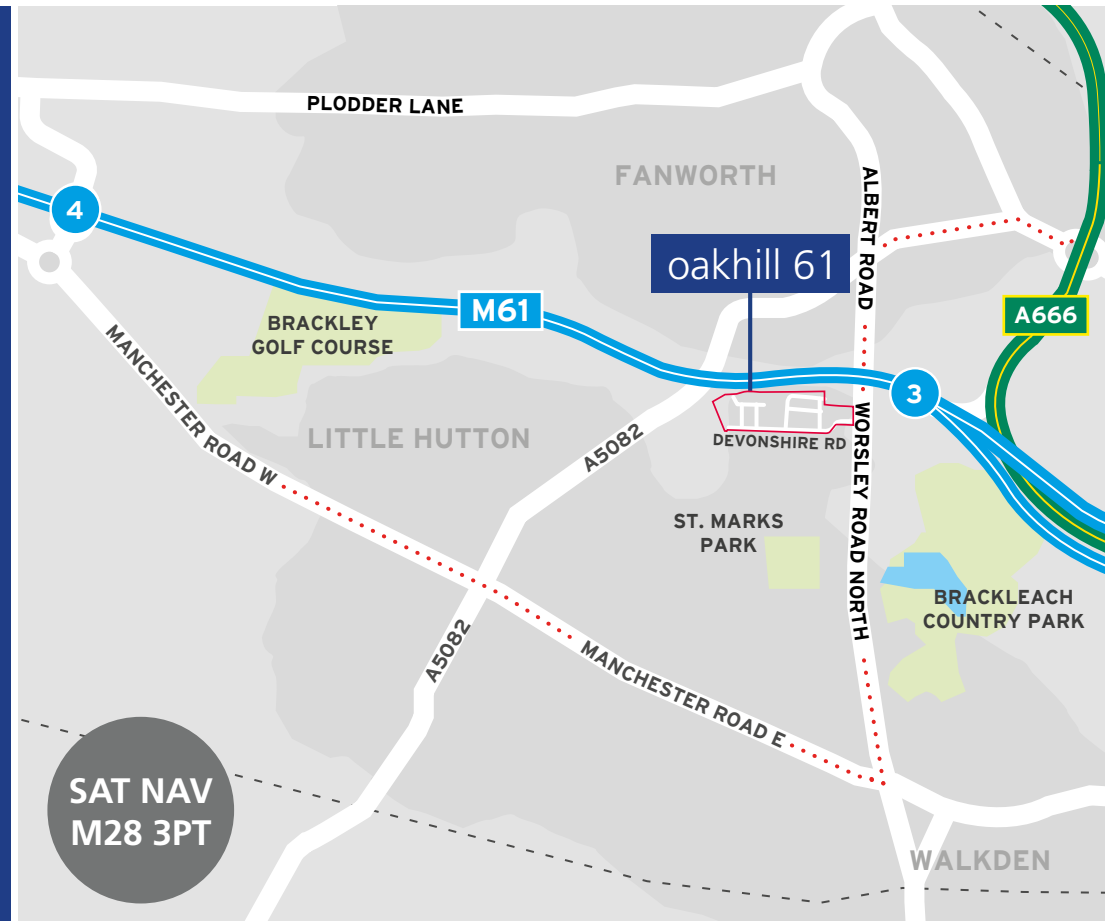 PLODDER LANE
FANWORTH
ALBERT ROAD
4
oakhill 61
M61
A666
BRACKLEY
GOLF COURSE
MANCHESTER ROAD W
3
LITTLE HUTTON
A5082
DEVONSHIRE RD
WORSLEY ROAD NORTH
ST. MARKS
PARK
BRACKLEACH
COUNTRY PARK
A5082
MANCHESTER ROAD E
SAT NAV
M28 3PT
WALKDEN